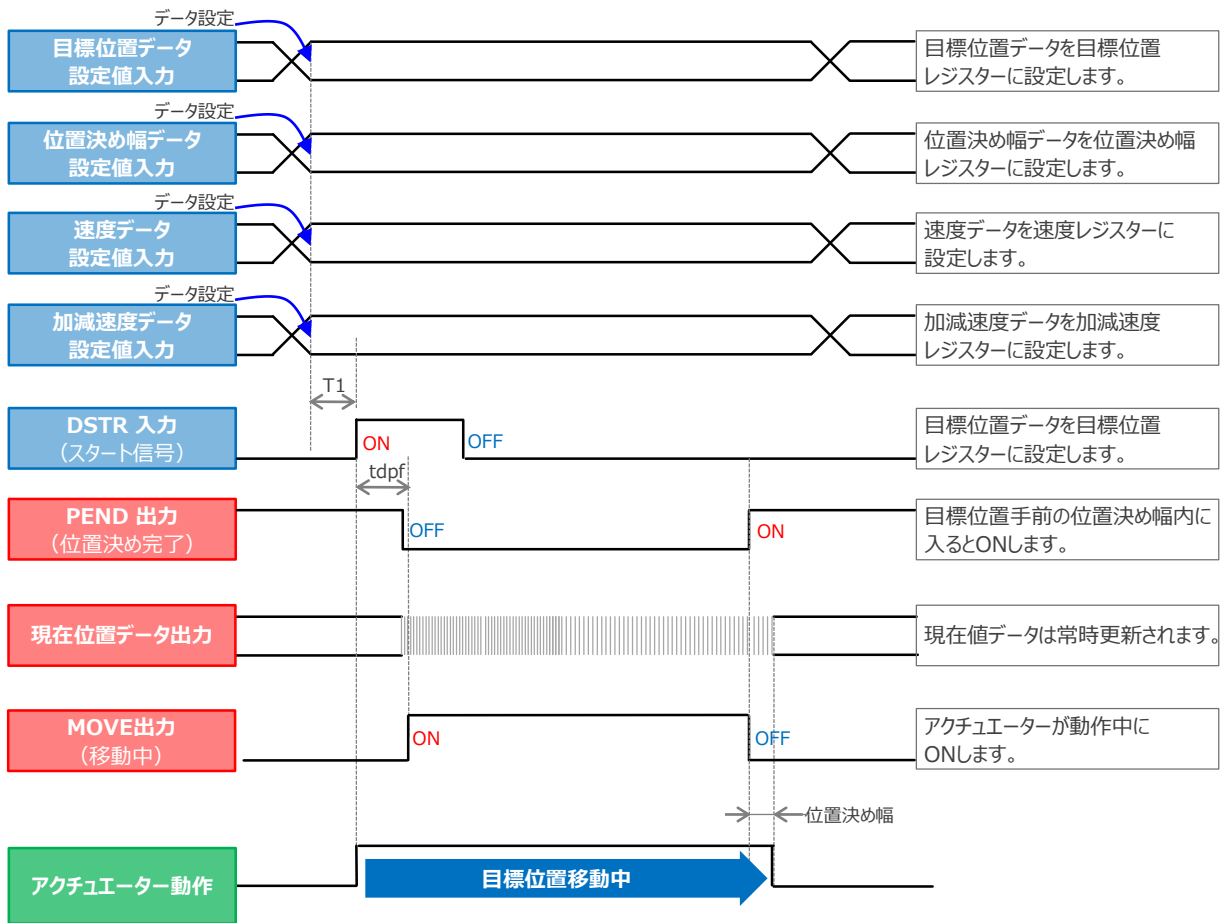 データ設定
目標位置データ
設定値入力
目標位置データを目標位置
レジスターに設定します。
データ設定
位置決め幅データ
設定値入力
位置決め幅データを位置決め幅
レジスターに設定します。
データ設定
速度データ
設定値入力
速度データを速度レジスターに
設定します。
データ設定
加減速度データ
設定値入力
加減速度データを加減速度
レジスターに設定します。
T1
DSTR 入力
(スタート信号)
ON
OFF
目標位置データを目標位置
レジスターに設定します。
tdpf
PEND 出力
(位置決め完了)
OFF
ON
目標位置手前の位置決め幅内に
入るとONします。
現在位置データ出力
現在値データは常時更新されます。
MOVE出力
(移動中)
ON
OFF
アクチュエーターが動作中に
ONします。
位置決め幅
アクチュエーター動作
目標位置移動中